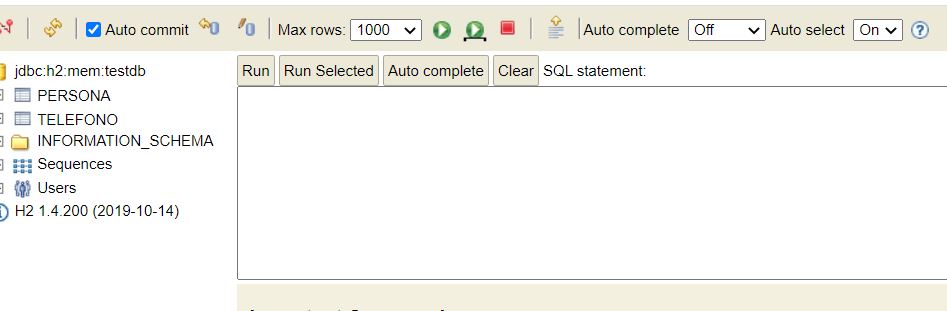 Auto commit Max rows: 1000 Auto complete Off Auto select On
jdbc:h2:mem:testdb
Run Run Selected Auto complete Clear SQL statement:
PERSONA
TELEFONO
INFORMATION_SCHEMA
Sequences
Users
H2 1.4.200 (2019-10-14)